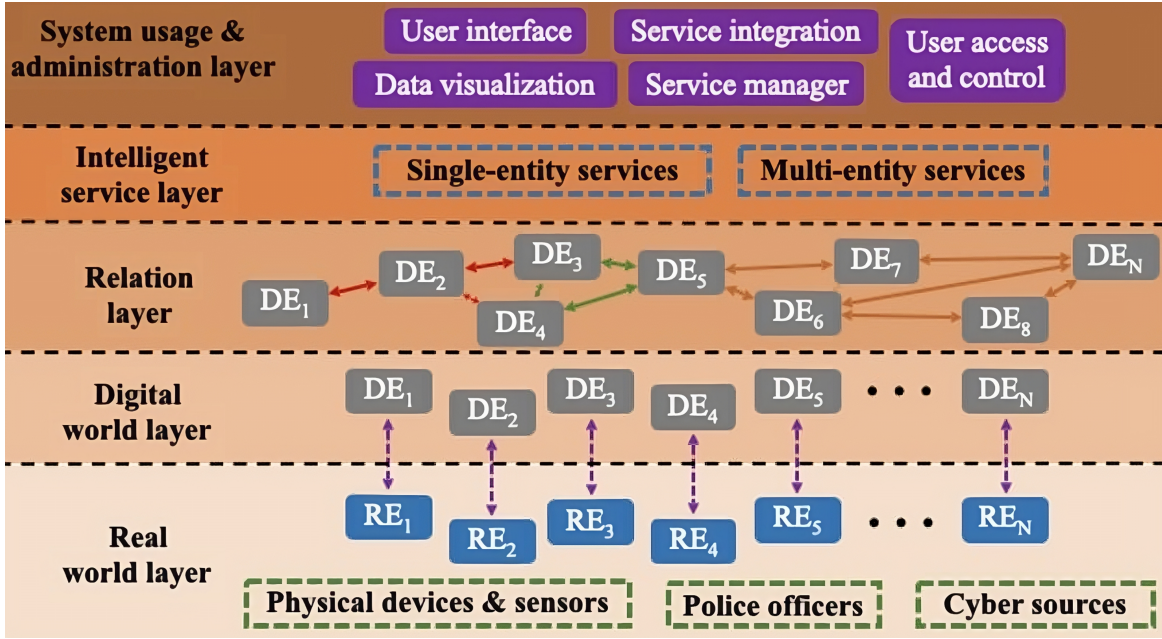 System usage &
administration layer
User interface
Service integration
User access
and control
Data visualization
Service manager
Intelligent
service layer
Single-entity services
Multi-entity services
Relation
layer
DE₁
DE₂
DE₃
DE₄
DE₅
DE₆
DE₇
DE₈
DE_N
Digital
world layer
DE₁
DE₂
DE₃
DE₄
DE₅
• • •
DE_N
Real
world layer
RE₁
RE₂
RE₃
RE₄
RE₅
• • •
RE_N
Physical devices & sensors
Police officers
Cyber sources